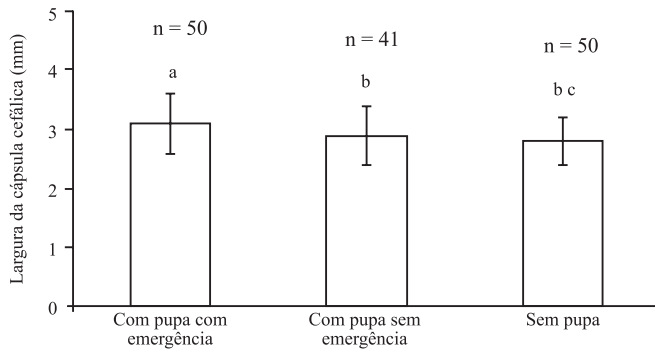 Largura da cápsula cefálica (mm)
5
4
3
2
1
0
n = 50
n = 41
n = 50
a
b
b c
Com pupa com
emergência
Com pupa sem
emergência
Sem pupa